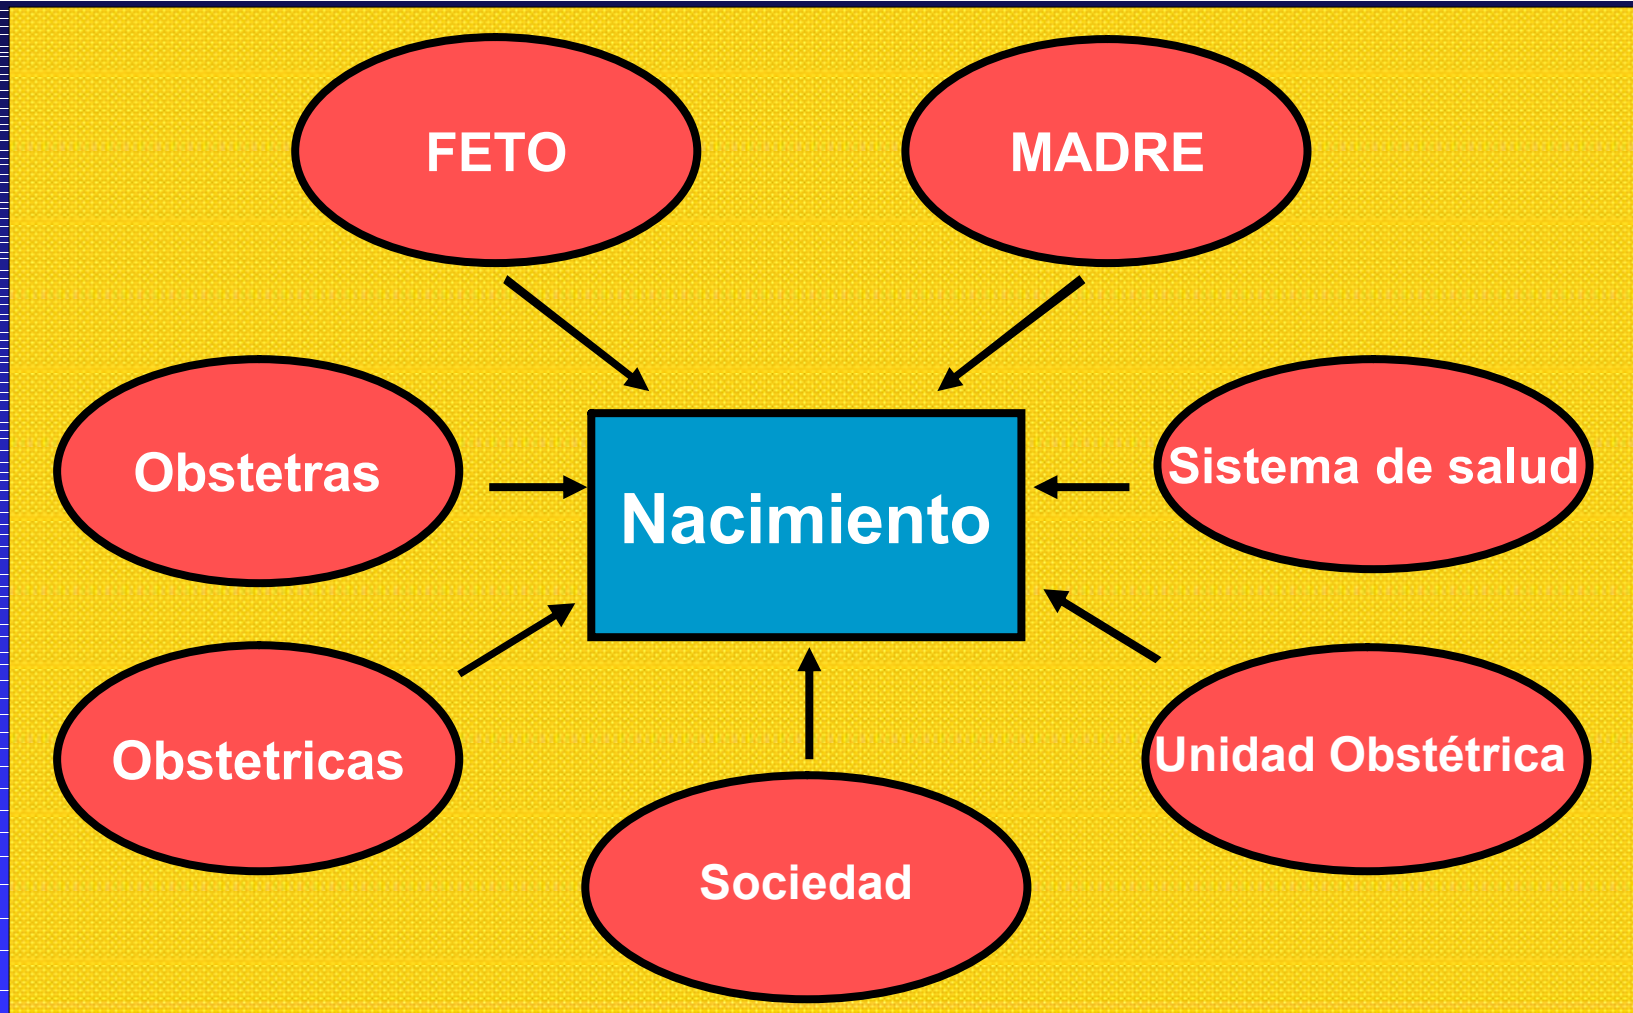 FETO
MADRE
Obstetras
Sistema de salud
Nacimiento
Obstetricas
Unidad Obstétrica
Sociedad